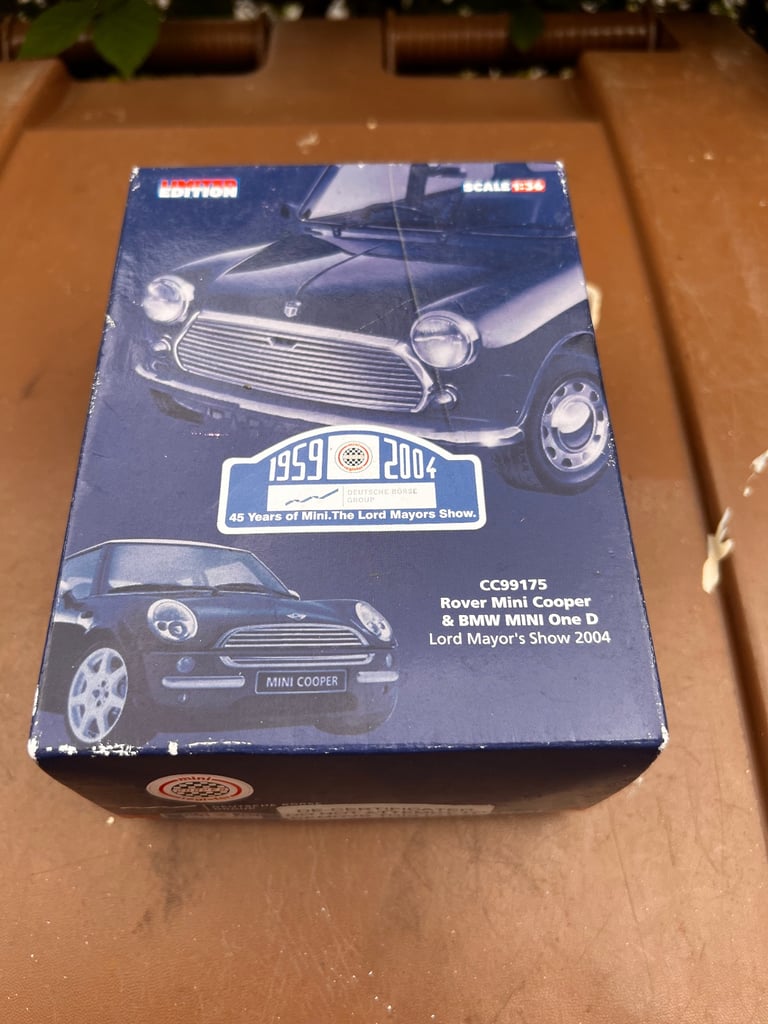 LIMITED
EDITION
SCALE 1:36
1959 2004
DEUTSCHE BÖRSE
GROUP
45 Years of Mini.The Lord Mayors Show.
CC99175
Rover Mini Cooper
& BMW MINI One D
Lord Mayor's Show 2004
MINI COOPER
mini